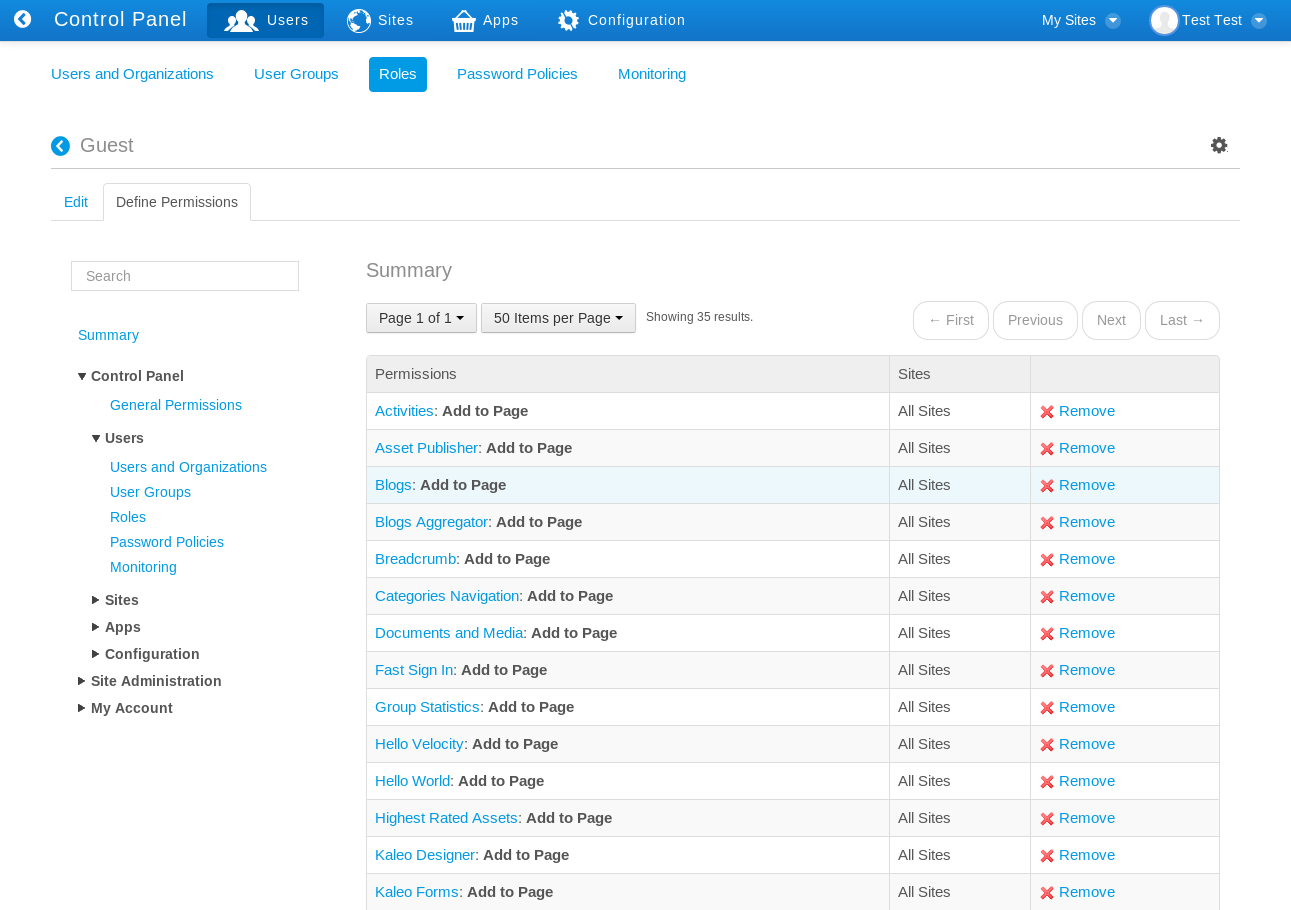 Control Panel Users Sites Apps Configuration My Sites Test Test
Users and Organizations User Groups Roles Password Policies Monitoring
Guest
Edit Define Permissions
Search
Summary
Control Panel
General Permissions
Users
Users and Organizations
User Groups
Roles
Password Policies
Monitoring
Sites
Apps
Configuration
Site Administration
My Account
Summary
Page 1 of 1 50 Items per Page Showing 35 results. ← First Previous Next Last →
Permissions Sites
Activities: Add to Page All Sites Remove
Asset Publisher: Add to Page All Sites Remove
Blogs: Add to Page All Sites Remove
Blogs Aggregator: Add to Page All Sites Remove
Breadcrumb: Add to Page All Sites Remove
Categories Navigation: Add to Page All Sites Remove
Documents and Media: Add to Page All Sites Remove
Fast Sign In: Add to Page All Sites Remove
Group Statistics: Add to Page All Sites Remove
Hello Velocity: Add to Page All Sites Remove
Hello World: Add to Page All Sites Remove
Highest Rated Assets: Add to Page All Sites Remove
Kaleo Designer: Add to Page All Sites Remove
Kaleo Forms: Add to Page All Sites Remove